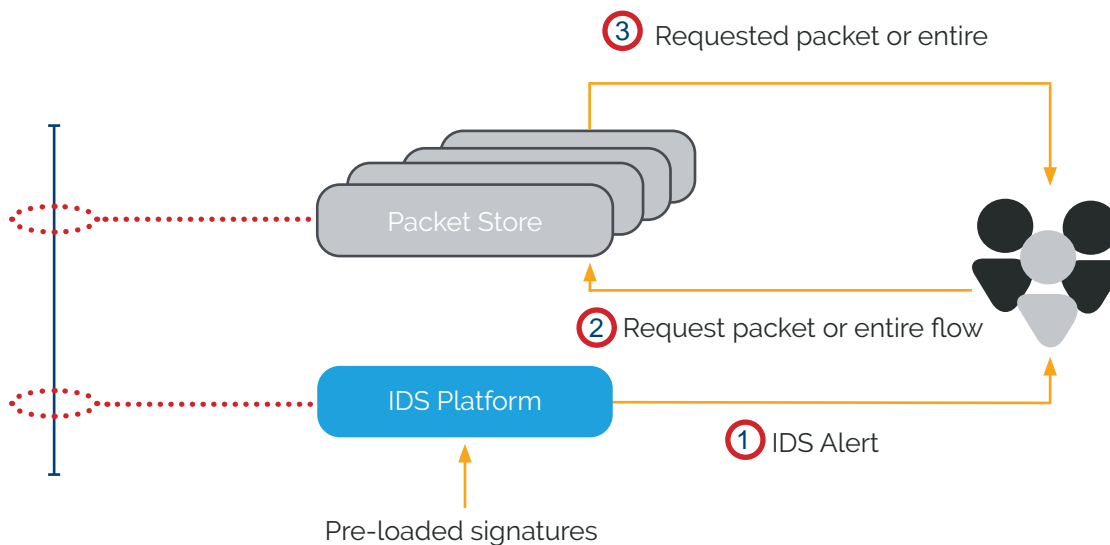 3 Requested packet or entire
Packet Store
2 Request packet or entire flow
IDS Platform
1 IDS Alert
Pre-loaded signatures